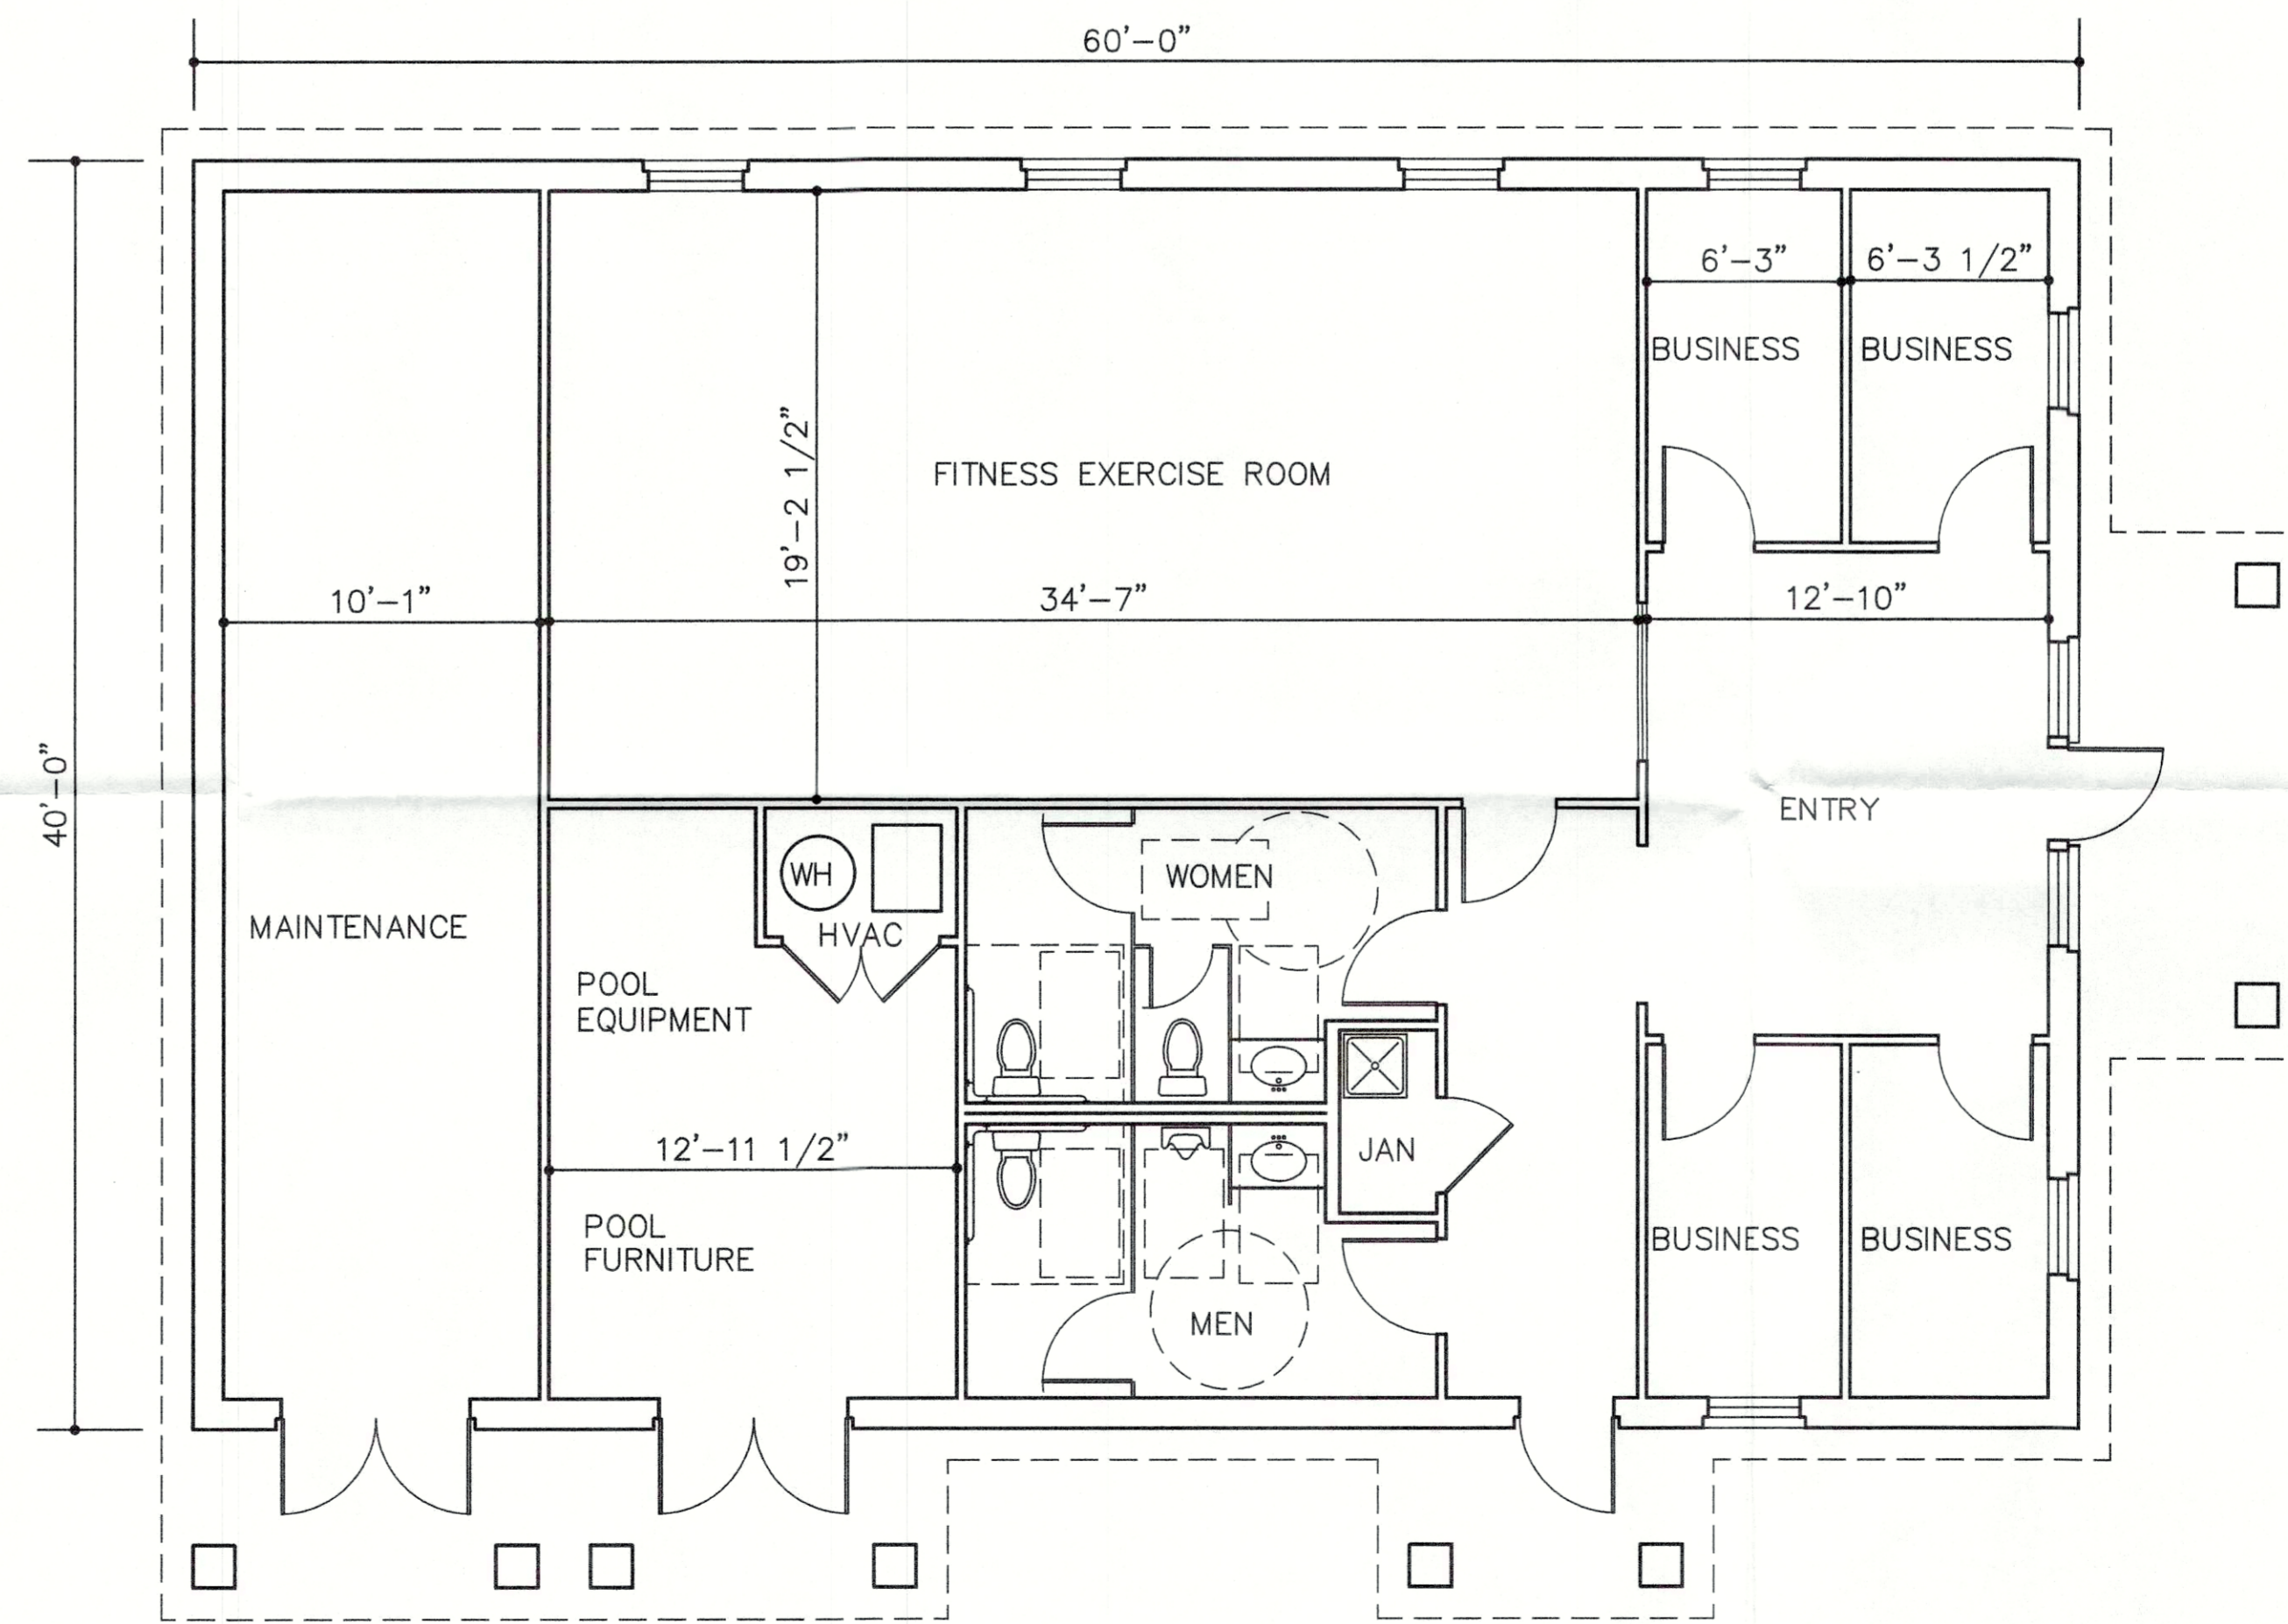 60'-0"
6'-3"
6'-3 1/2"
BUSINESS
BUSINESS
19'-2 1/2"
FITNESS EXERCISE ROOM
10'-1"
34'-7"
12'-10"
40'-0"
ENTRY
WH
HVAC
WOMEN
MAINTENANCE
POOL
EQUIPMENT
12'-11 1/2"
JAN
POOL
FURNITURE
BUSINESS
BUSINESS
MEN